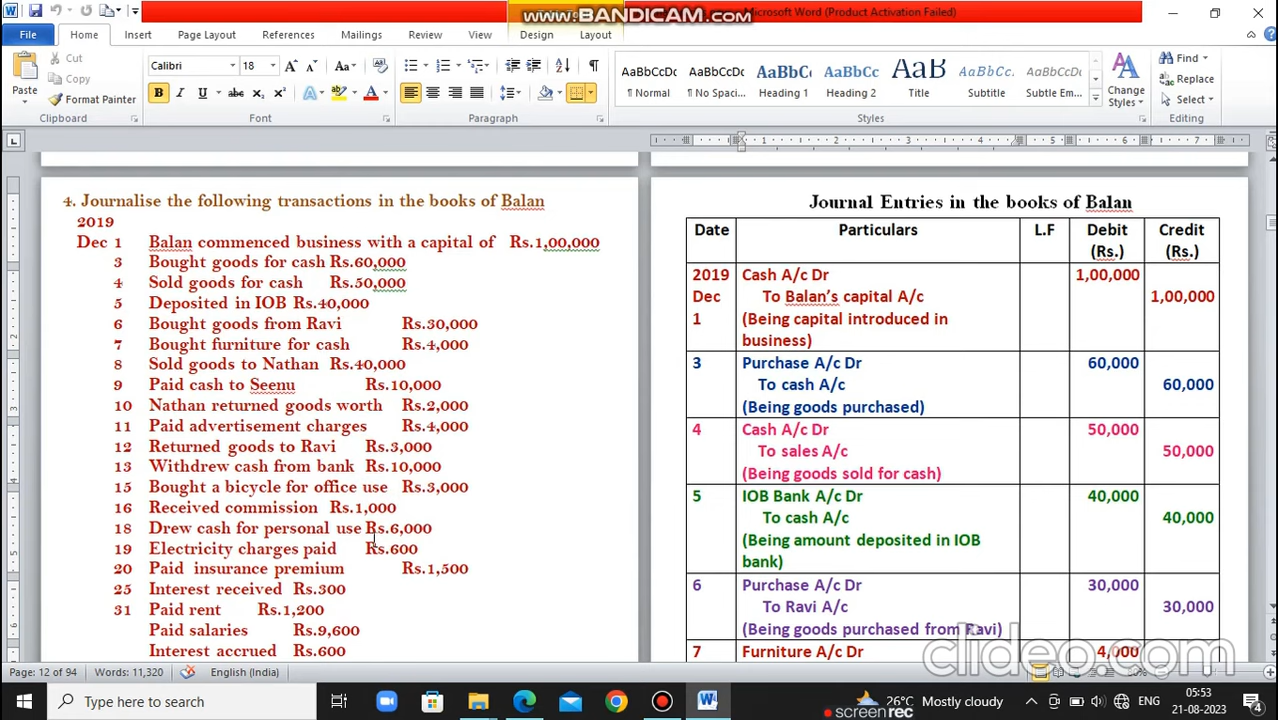 www.BANDICAM.com
Microsoft Word (Product Activation Failed)
File
Home
Insert
Page Layout
References
Mailings
Review
View
Design
Layout
Paste
Cut
Copy
Format Painter
Clipboard
Calibri
18
Font
Paragraph
AaBbCcDc
¶ Normal
AaBbCcDc
¶ No Spaci...
AaBbCc
Heading 1
AaBbCc
Heading 2
AaB
Title
AaBbCc.
Subtitle
AaBbCcDc
Subtle Em...
Change
Styles
Styles
Find
Replace
Select
Editing
4. Journalise the following transactions in the books of Balan
2019
Dec 1 Balan commenced business with a capital of Rs.1,00,000
3 Bought goods for cash Rs.60,000
4 Sold goods for cash Rs.50,000
5 Deposited in IOB Rs.40,000
6 Bought goods from Ravi Rs.30,000
7 Bought furniture for cash Rs.4,000
8 Sold goods to Nathan Rs.40,000
9 Paid cash to Seenu Rs.10,000
10 Nathan returned goods worth Rs.2,000
11 Paid advertisement charges Rs.4,000
12 Returned goods to Ravi Rs.3,000
13 Withdrew cash from bank Rs.10,000
15 Bought a bicycle for office use Rs.3,000
16 Received commission Rs.1,000
18 Drew cash for personal use Rs.6,000
19 Electricity charges paid Rs.600
20 Paid insurance premium Rs.1,500
25 Interest received Rs.300
31 Paid rent Rs.1,200
Paid salaries Rs.9,600
Interest accrued Rs.600
Journal Entries in the books of Balan
Date Particulars L.F Debit (Rs.) Credit (Rs.)
2019 Cash A/c Dr 1,00,000
Dec To Balan's capital A/c 1,00,000
1 (Being capital introduced in
business)
3 Purchase A/c Dr 60,000
To cash A/c 60,000
(Being goods purchased)
4 Cash A/c Dr 50,000
To sales A/c 50,000
(Being goods sold for cash)
5 IOB Bank A/c Dr 40,000
To cash A/c 40,000
(Being amount deposited in IOB
bank)
6 Purchase A/c Dr 30,000
To Ravi A/c 30,000
(Being goods purchased from Ravi)
7 Furniture A/c Dr 4,000
clideo.com
Page: 12 of 94
Words: 11,320
English (India)
Type here to search
screenrec
26°C Mostly cloudy
ENG
05:53
21-08-2023
4